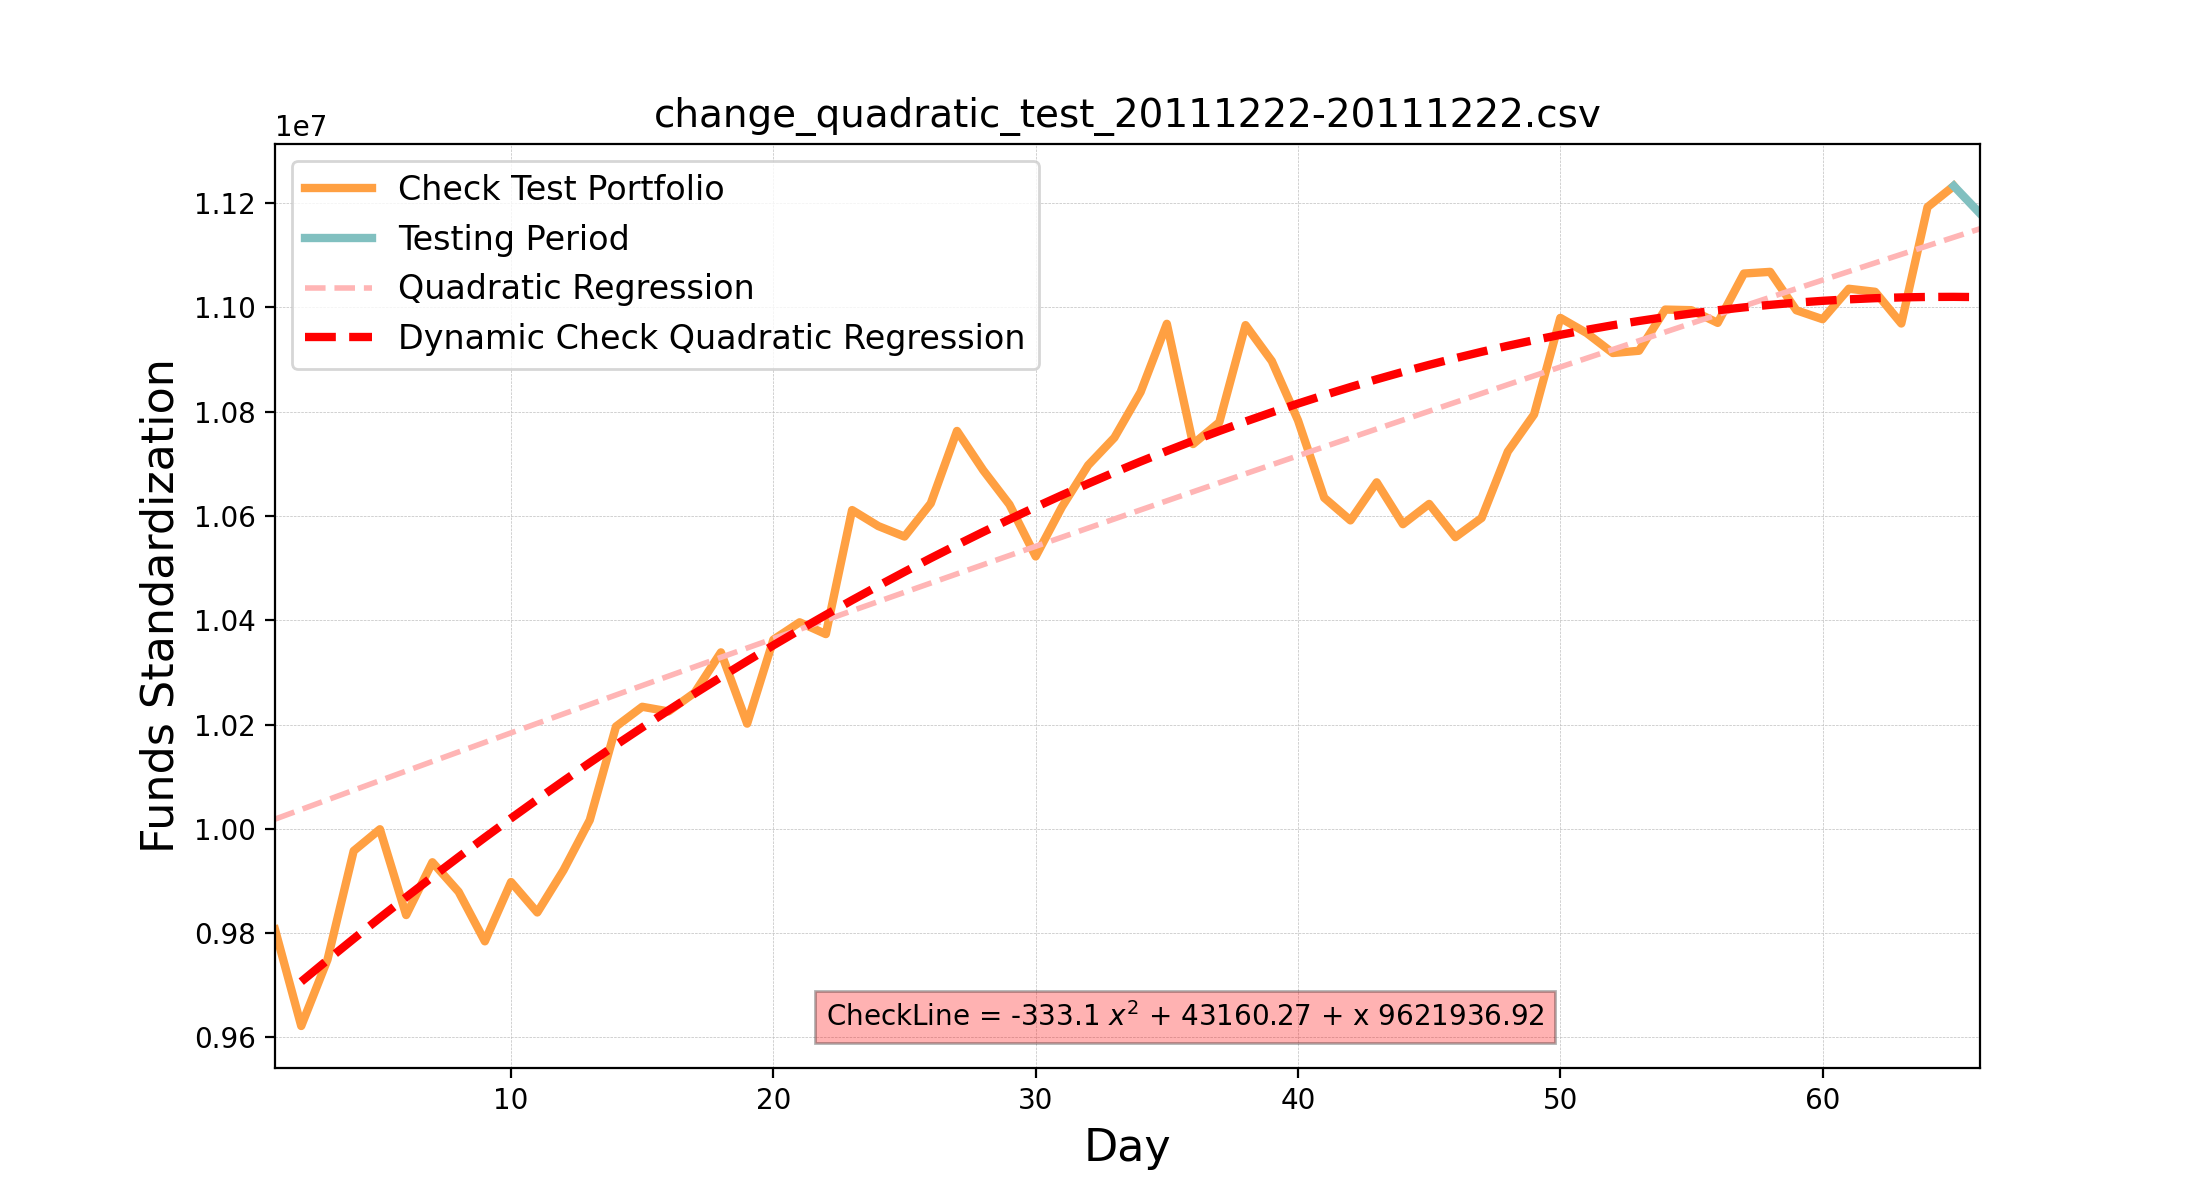 change_quadratic_test_20111222-20111222.csv
1e7
Check Test Portfolio
Testing Period
Quadratic Regression
Dynamic Check Quadratic Regression
1.12
1.10
1.08
1.06
1.04
1.02
1.00
0.98
0.96
Funds Standardization
CheckLine = -333.1 x² + 43160.27 + x 9621936.92
10 20 30 40 50 60
Day